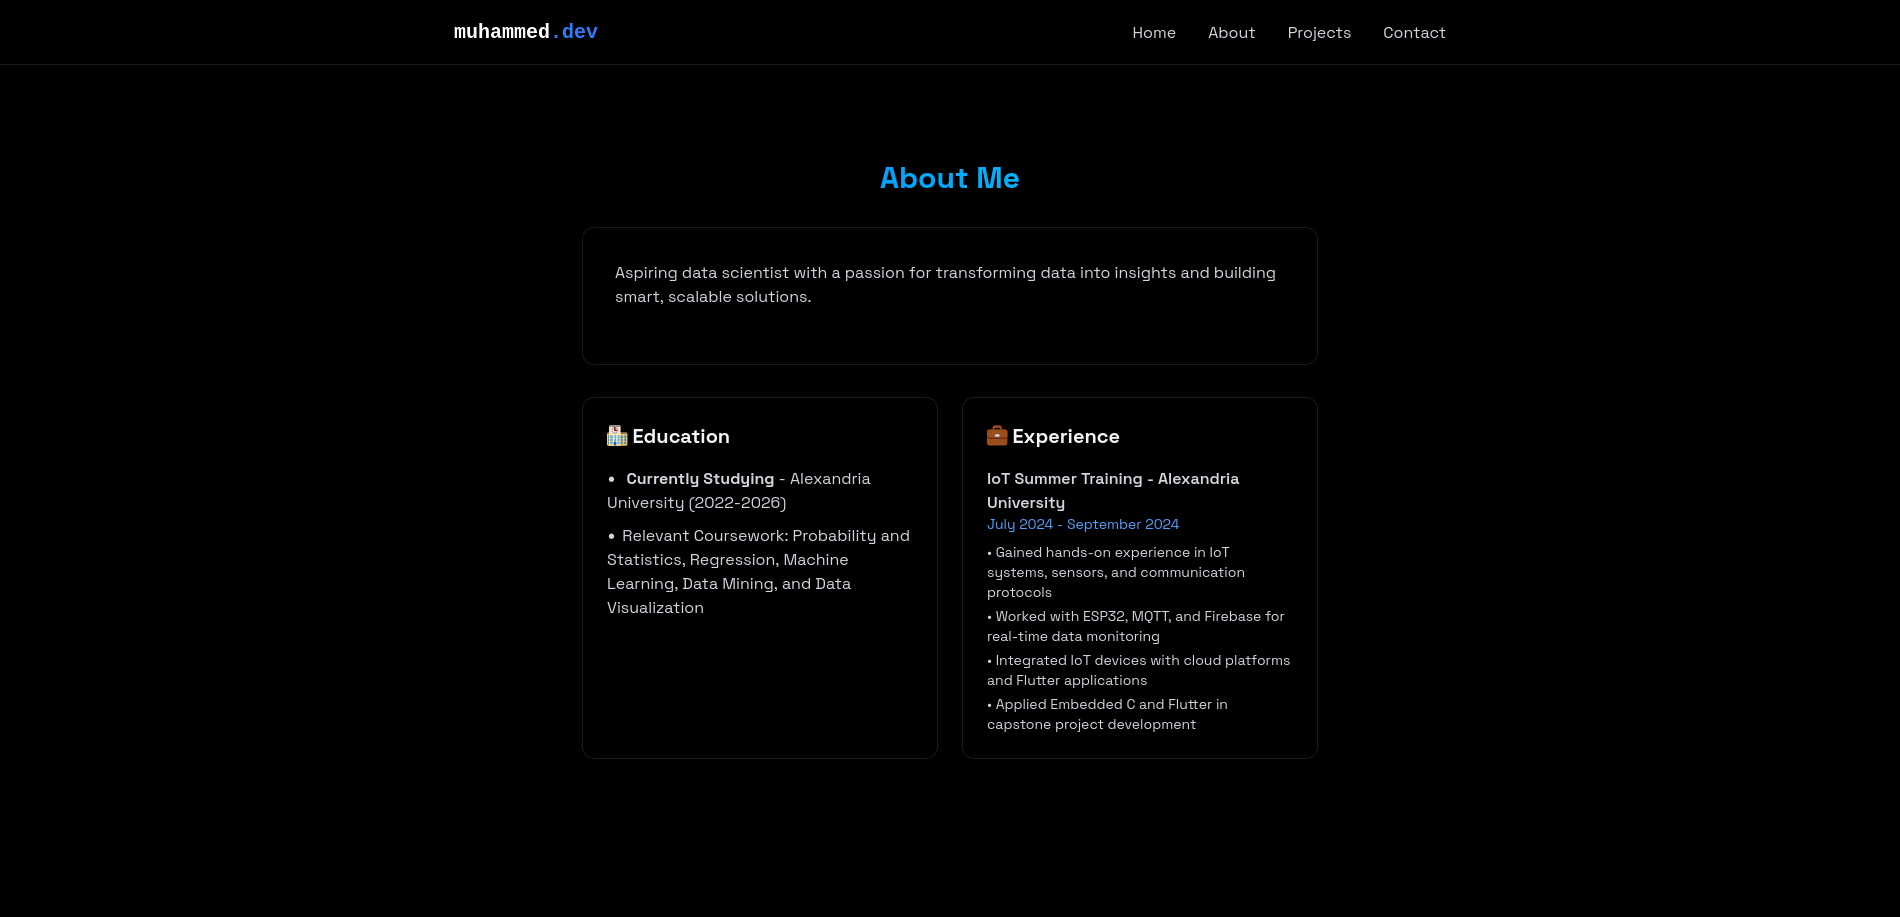 muhammed.dev
Home About Projects Contact
About Me
Aspiring data scientist with a passion for transforming data into insights and building
smart, scalable solutions.
Education
• Currently Studying - Alexandria
University (2022-2026)
• Relevant Coursework: Probability and
Statistics, Regression, Machine
Learning, Data Mining, and Data
Visualization
Experience
IoT Summer Training - Alexandria
University
July 2024 - September 2024
• Gained hands-on experience in IoT
systems, sensors, and communication
protocols
• Worked with ESP32, MQTT, and Firebase for
real-time data monitoring
• Integrated IoT devices with cloud platforms
and Flutter applications
• Applied Embedded C and Flutter in
capstone project development